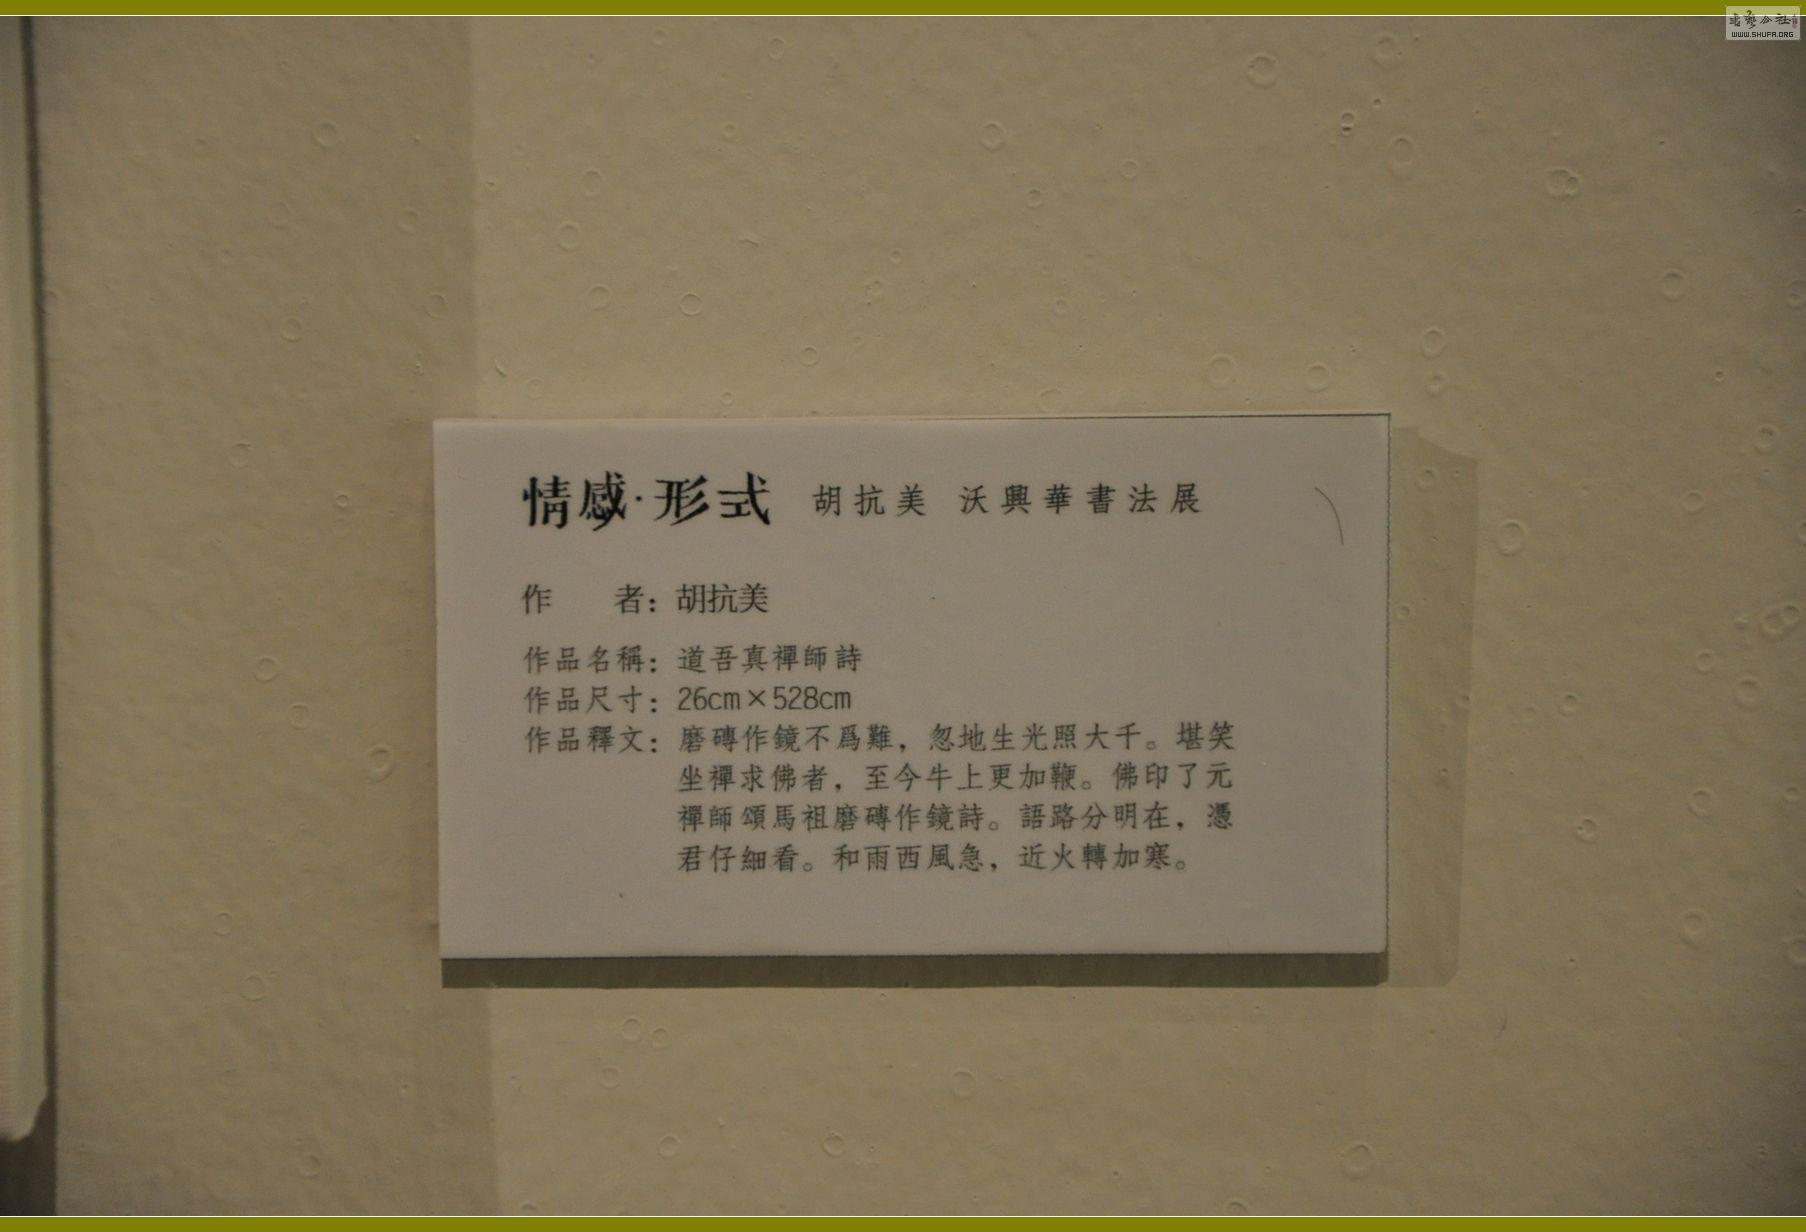 情感·形式 胡抗美 沃興華書法展
作　者：胡抗美
作品名稱：道吾真禪師詩
作品尺寸：26cm×528cm
作品釋文：磨磚作鏡不爲難，忽地生光照大千。堪笑
坐禪求佛者，至今牛上更加鞭。佛印了元
禪師頌馬祖磨磚作鏡詩。語路分明在，憑
君仔細看。和雨西風急，近火轉加寒。
WWW.SHUFA.ORG